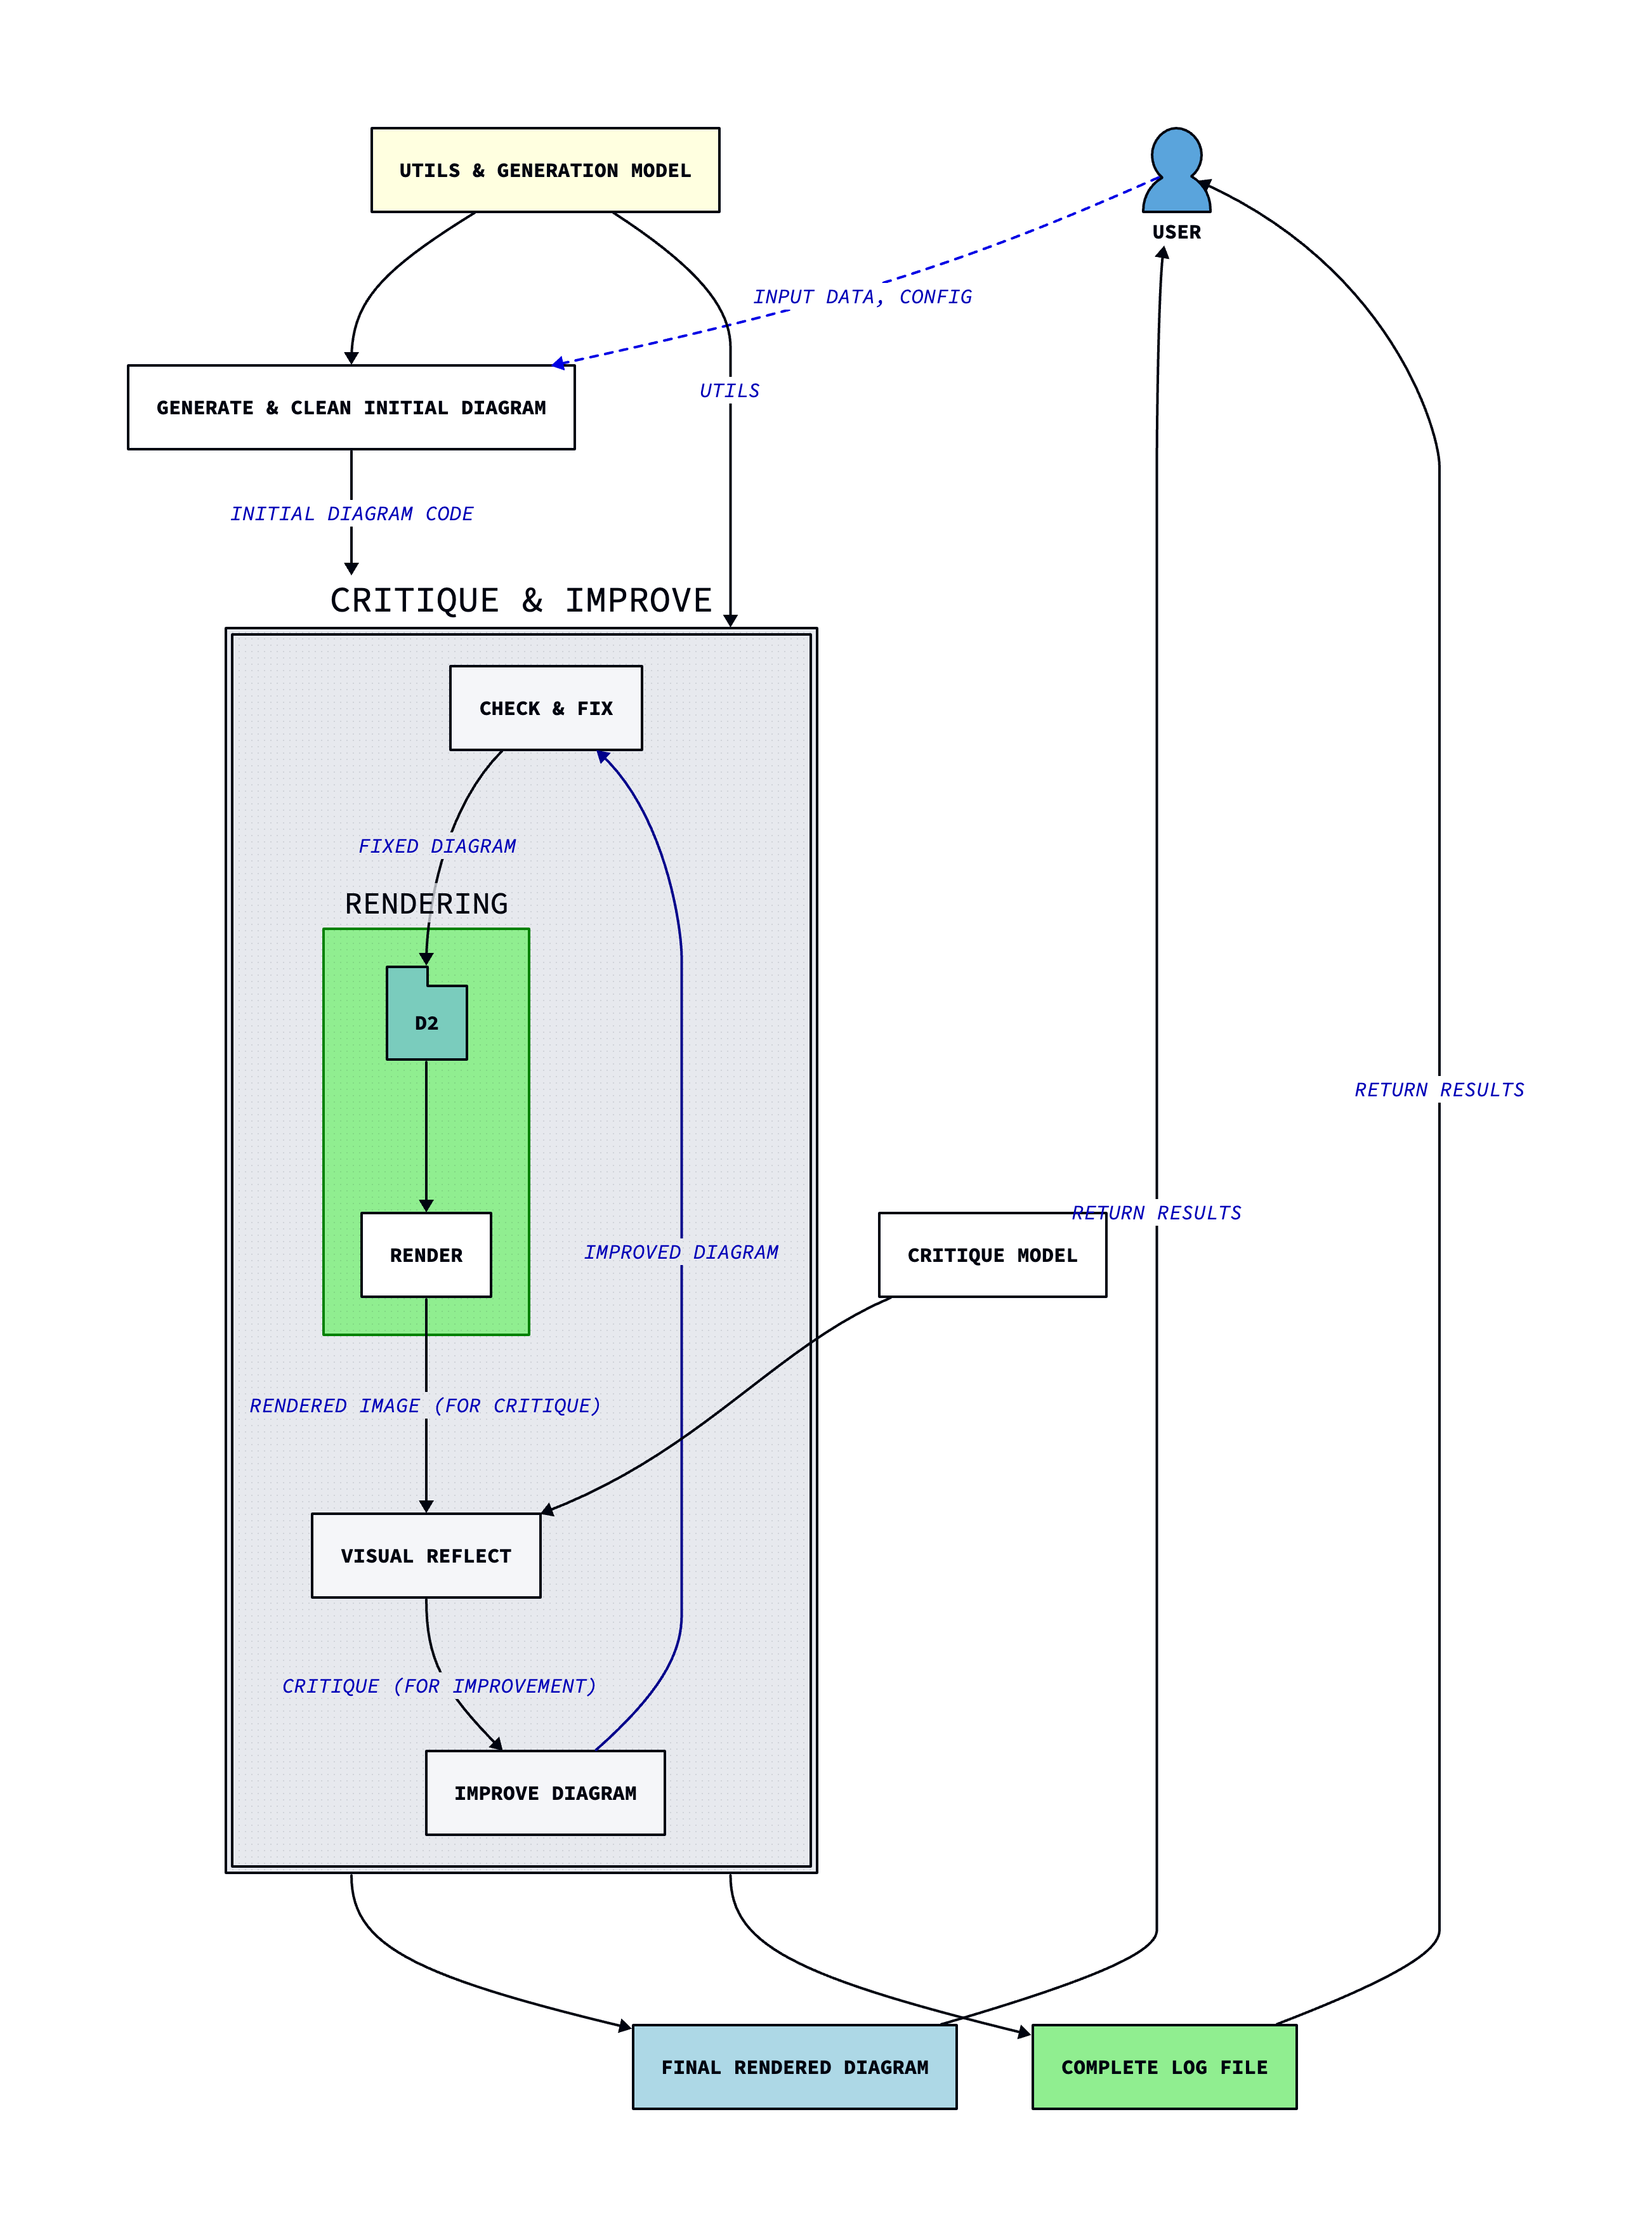 UTILS & GENERATION MODEL
USER
INPUT DATA, CONFIG
UTILS
GENERATE & CLEAN INITIAL DIAGRAM
INITIAL DIAGRAM CODE
CRITIQUE & IMPROVE
CHECK & FIX
FIXED DIAGRAM
RENDERING
D2
RETURN RESULTS
RETURN RESULTS
IMPROVED DIAGRAM
RENDER
CRITIQUE MODEL
RENDERED IMAGE (FOR CRITIQUE)
VISUAL REFLECT
CRITIQUE (FOR IMPROVEMENT)
IMPROVE DIAGRAM
FINAL RENDERED DIAGRAM
COMPLETE LOG FILE